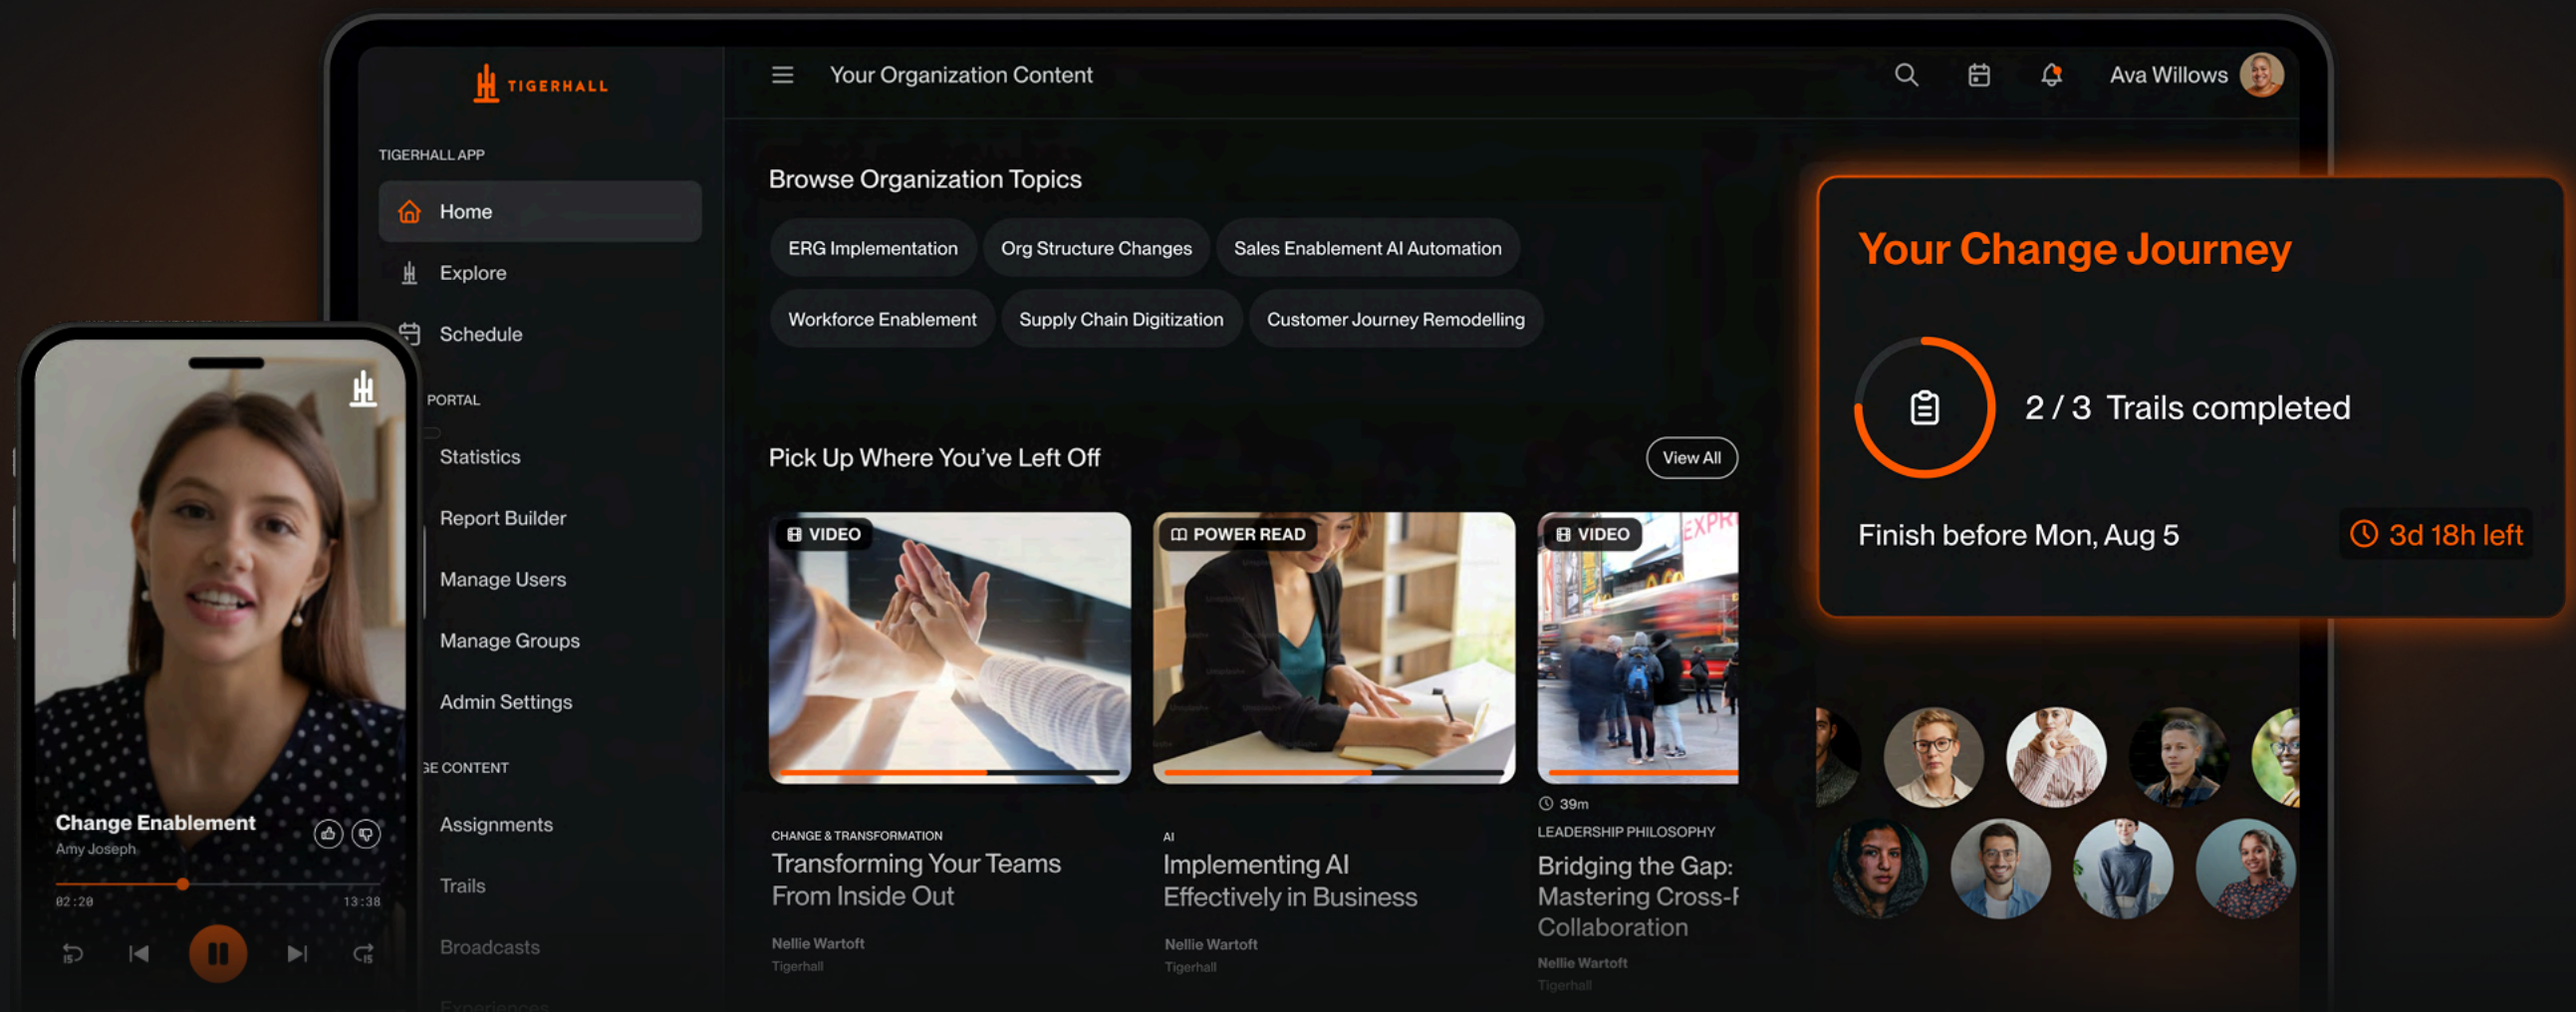 TIGERHALL
TIGERHALL APP
Home
Explore
Schedule
PORTAL
Statistics
Report Builder
Manage Users
Manage Groups
Admin Settings
GE CONTENT
Assignments
Trails
Broadcasts
Experiences
Change Enablement
Amy Joseph
02:20 13:38
15 15
Your Organization Content
Ava Willows
Browse Organization Topics
ERG Implementation Org Structure Changes Sales Enablement AI Automation
Workforce Enablement Supply Chain Digitization Customer Journey Remodelling
Pick Up Where You’ve Left Off
View All
VIDEO
CHANGE & TRANSFORMATION
Transforming Your Teams
From Inside Out
Nellie Wartoft
Tigerhall
POWER READ
AI
Implementing AI
Effectively in Business
Nellie Wartoft
Tigerhall
VIDEO
EXPR
39m
LEADERSHIP PHILOSOPHY
Bridging the Gap:
Mastering Cross-F
Collaboration
Nellie Wartoft
Tigerhall
Your Change Journey
2 / 3 Trails completed
Finish before Mon, Aug 5
3d 18h left